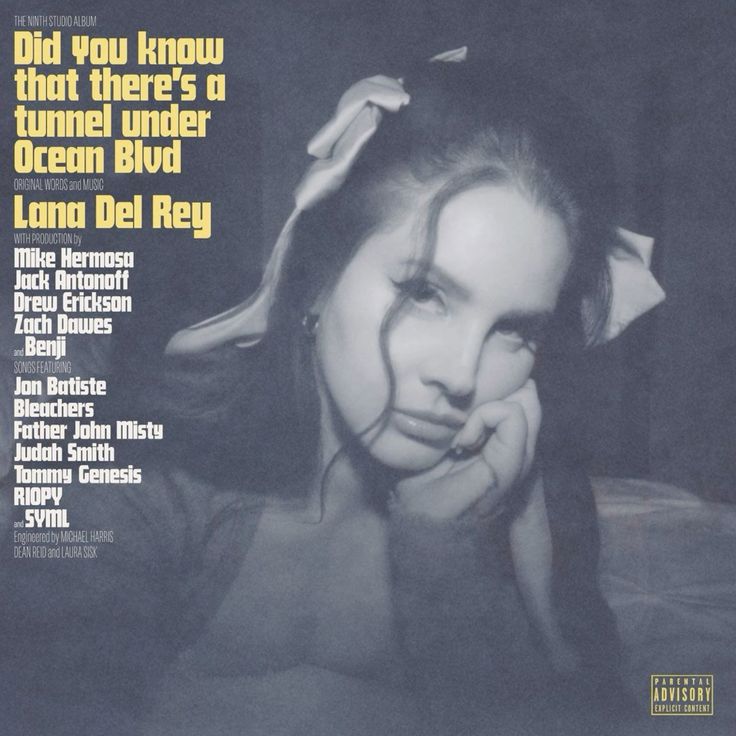 THE NINTH STUDIO ALBUM
Did You know
that there's a
tunnel under
Ocean Blvd
ORIGINAL WORDS and MUSIC
Lana Del Rey
WITH PRODUCTION by
Mike Hermosa
Jack Antonoff
Drew Erickson
Zach Dawes
and Benji
SONGS FEATURING
Jon Batiste
Bleachers
Father John Misty
Judah Smith
Tommy Genesis
RIOPY
and SYML
Engineered by MICHAEL HARRIS
DEAN REID and LAURA SISK
PARENTAL
ADVISORY
EXPLICIT CONTENT